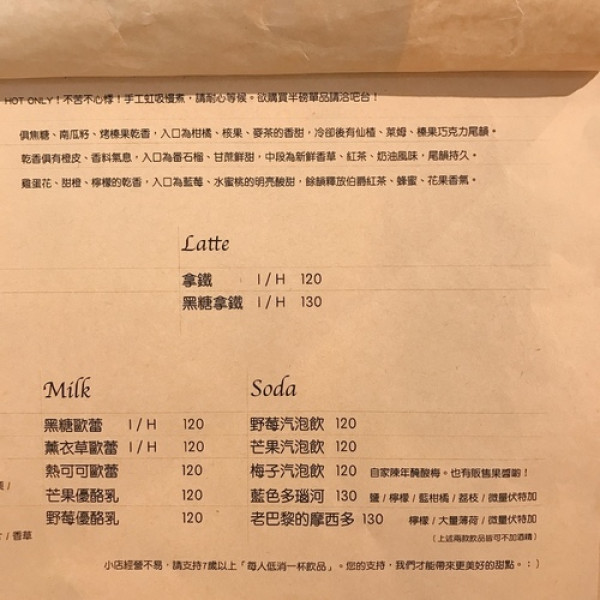 HOT ONLY！不苦不心悸！手工虹吸慢煮，請耐心等候。欲購買半磅單品請洽吧台！
俱焦糖、南瓜籽、烤榛果乾香，入口為柑橘、核果、麥茶的香甜，冷卻後有仙楂、萊姆、榛果巧克力尾韻。
乾香俱有橙皮、香料氣息，入口為番石榴、甘蔗鮮甜，中段為新鮮香草、紅茶、奶油風味，尾韻持久。
雞蛋花、甜橙、檸檬的乾香，入口為藍莓、水蜜桃的明亮酸甜，餘韻釋放伯爵紅茶、蜂蜜、花果香氣。
Latte
拿鐵 I / H 120
黑糖拿鐵 I / H 130
Milk
黑糖歐蕾 I / H 120
薰衣草歐蕾 I / H 120
熱可可歐蕾 120
芒果優酪乳 120
野莓優酪乳 120
Soda
野莓汽泡飲 120
芒果汽泡飲 120
梅子汽泡飲 120 自家陳年醃酸梅。也有販售果醬喲！
藍色多瑙河 130 鹽 / 檸檬 / 藍柑橘 / 荔枝 / 微量伏特加
老巴黎的摩西多 130 檸檬 / 大量薄荷 / 微量伏特加
（上述兩款飲品皆可不加酒精）
/ 香草
小店經營不易，請支持7歲以上「每人低消一杯飲品」。您的支持，我們才能帶來更美好的甜點。：）